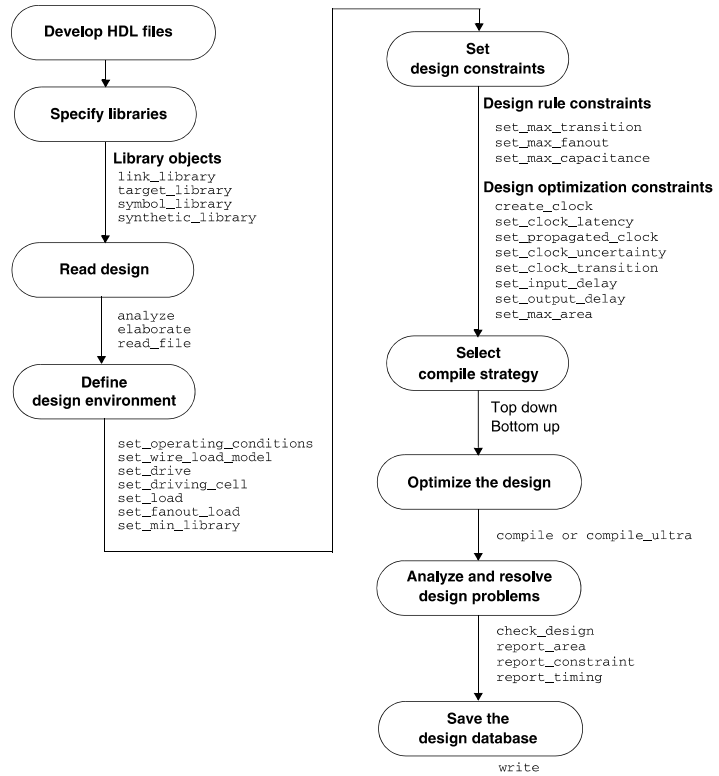 Develop HDL files
Specify libraries
Library objects
link_library
target_library
symbol_library
synthetic_library
Read design
analyze
elaborate
read_file
Define
design environment
set_operating_conditions
set_wire_load_model
set_drive
set_driving_cell
set_load
set_fanout_load
set_min_library
Set
design constraints
Design rule constraints
set_max_transition
set_max_fanout
set_max_capacitance
Design optimization constraints
create_clock
set_clock_latency
set_propagated_clock
set_clock_uncertainty
set_clock_transition
set_input_delay
set_output_delay
set_max_area
Select
compile strategy
Top down
Bottom up
Optimize the design
compile or compile_ultra
Analyze and resolve
design problems
check_design
report_area
report_constraint
report_timing
Save the
design database
write